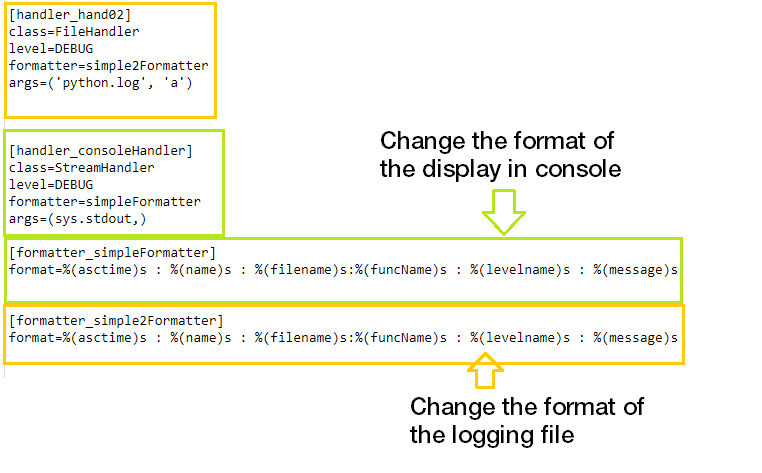 [handler_hand02]
class=FileHandler
level=DEBUG
formatter=simple2Formatter
args=('python.log', 'a')
[handler_consoleHandler]
class=StreamHandler
level=DEBUG
formatter=simpleFormatter
args=(sys.stdout,)
Change the format of
the display in console
[formatter_simpleFormatter]
format=%(asctime)s : %(name)s : %(filename)s:%(funcName)s : %(levelname)s : %(message)s
[formatter_simple2Formatter]
format=%(asctime)s : %(name)s : %(filename)s:%(funcName)s : %(levelname)s : %(message)s
Change the format of
the logging file